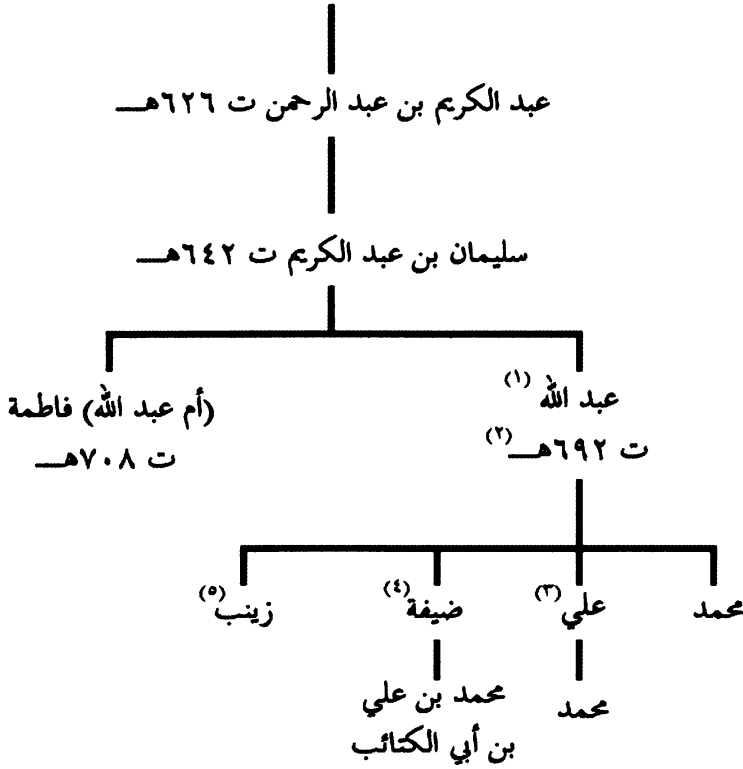 عبد الكريم بن عبد الرحمن ت ٦٢٦هـ
سليمان بن عبد الكريم ت ٦٤٢هـ
عبد الله (١)
ت ٦٩٢هـ (٢)
(أم عبد الله) فاطمة
ت ٧٠٨هـ
محمد
علي (٣)
ضيفة (٤)
زينب (٥)
محمد
محمد بن علي
بن أبي الكتائب